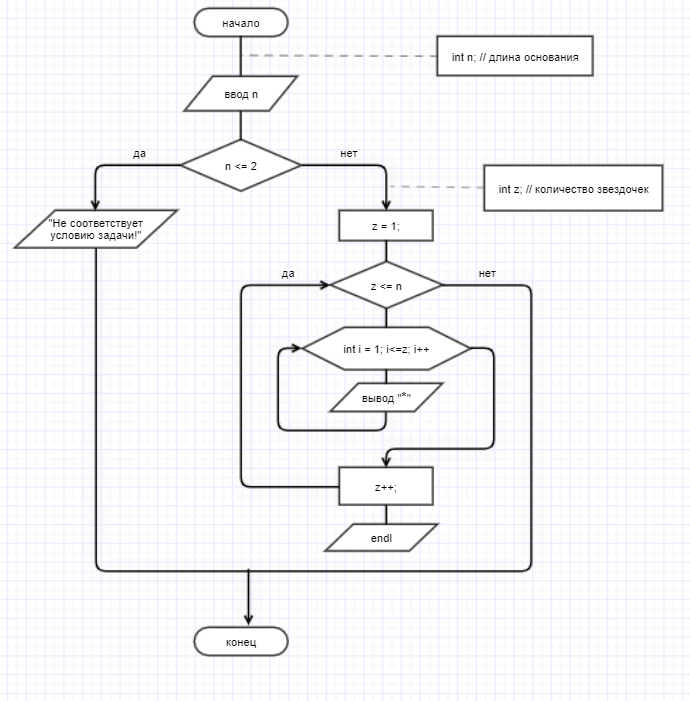 начало
int n; // длина основания
ввод n
да
нет
n <= 2
int z; // количество звездочек
"Не соответствует
условию задачи!"
z = 1;
да
нет
z <= n
int i = 1; i<=z; i++
вывод "*"
z++;
endl
конец